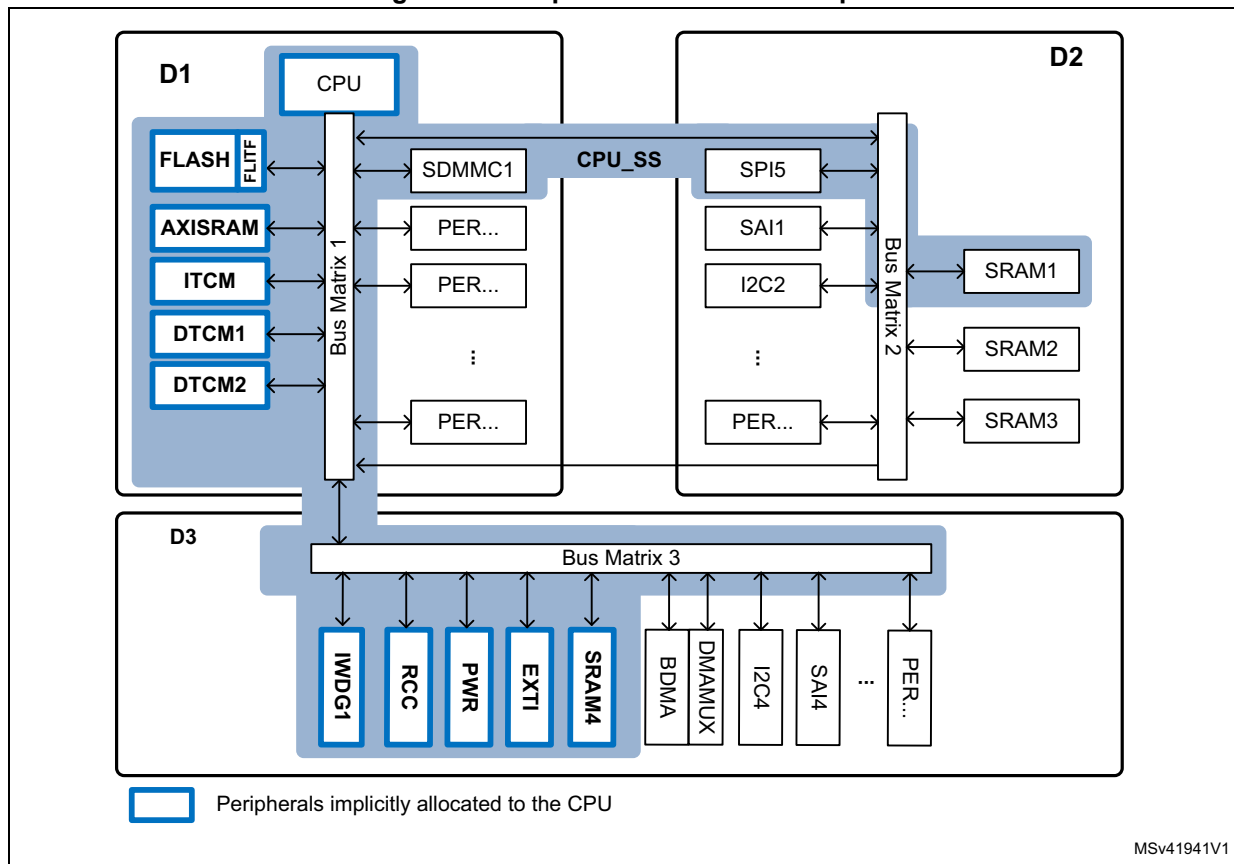 D1
CPU
D2
FLASH
FLITF
SDMMC1
CPU_SS
SPI5
AXISRAM
PER...
SAI1
ITCM
PER...
I2C2
SRAM1
DTCM1
Bus Matrix 1
Bus Matrix 2
SRAM2
DTCM2
...
...
PER...
PER...
SRAM3
D3
Bus Matrix 3
IWDG1
RCC
PWR
EXTI
SRAM4
BDMA
DMAMUX
I2C4
SAI4
...
PER...
Peripherals implicitly allocated to the CPU
MSv41941V1